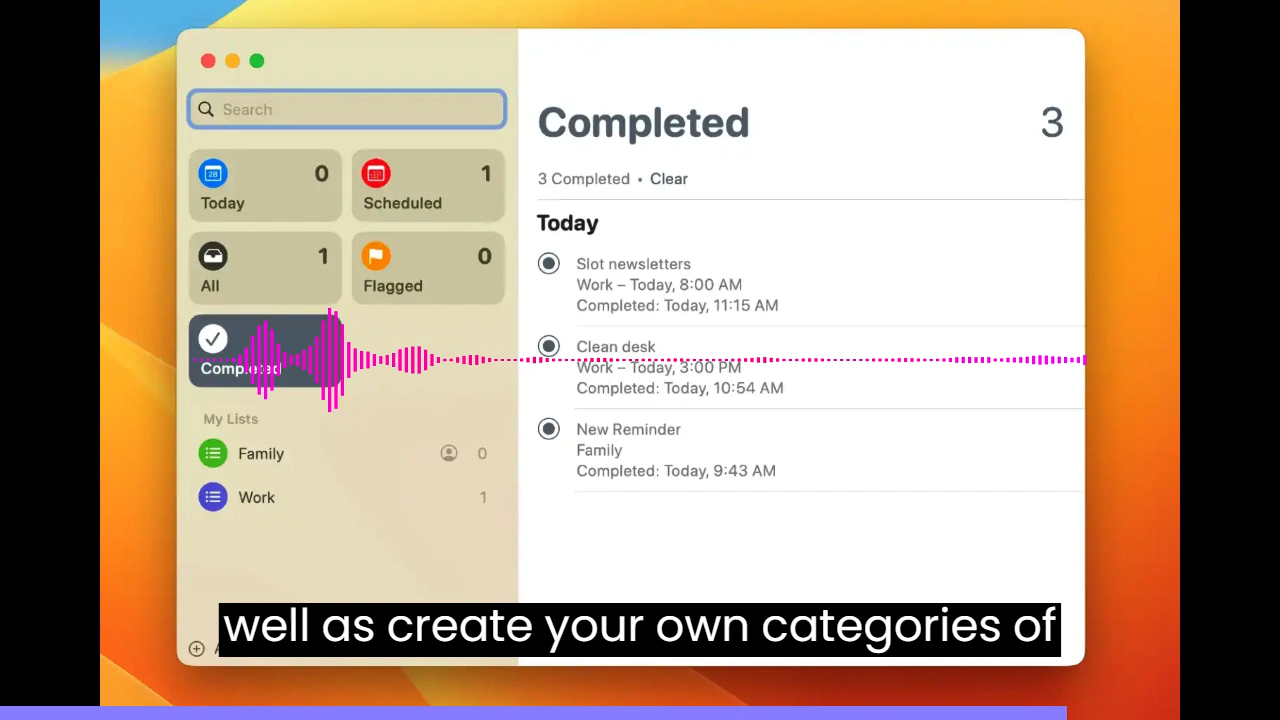 Search
28
0
Today
1
Scheduled
1
All
0
Flagged
Completed
My Lists
Family
0
Work
1
Completed
3
3 Completed • Clear
Today
Slot newsletters
Work – Today, 8:00 AM
Completed: Today, 11:15 AM
Clean desk
Work – Today, 3:00 PM
Completed: Today, 10:54 AM
New Reminder
Family
Completed: Today, 9:43 AM
well as create your own categories of